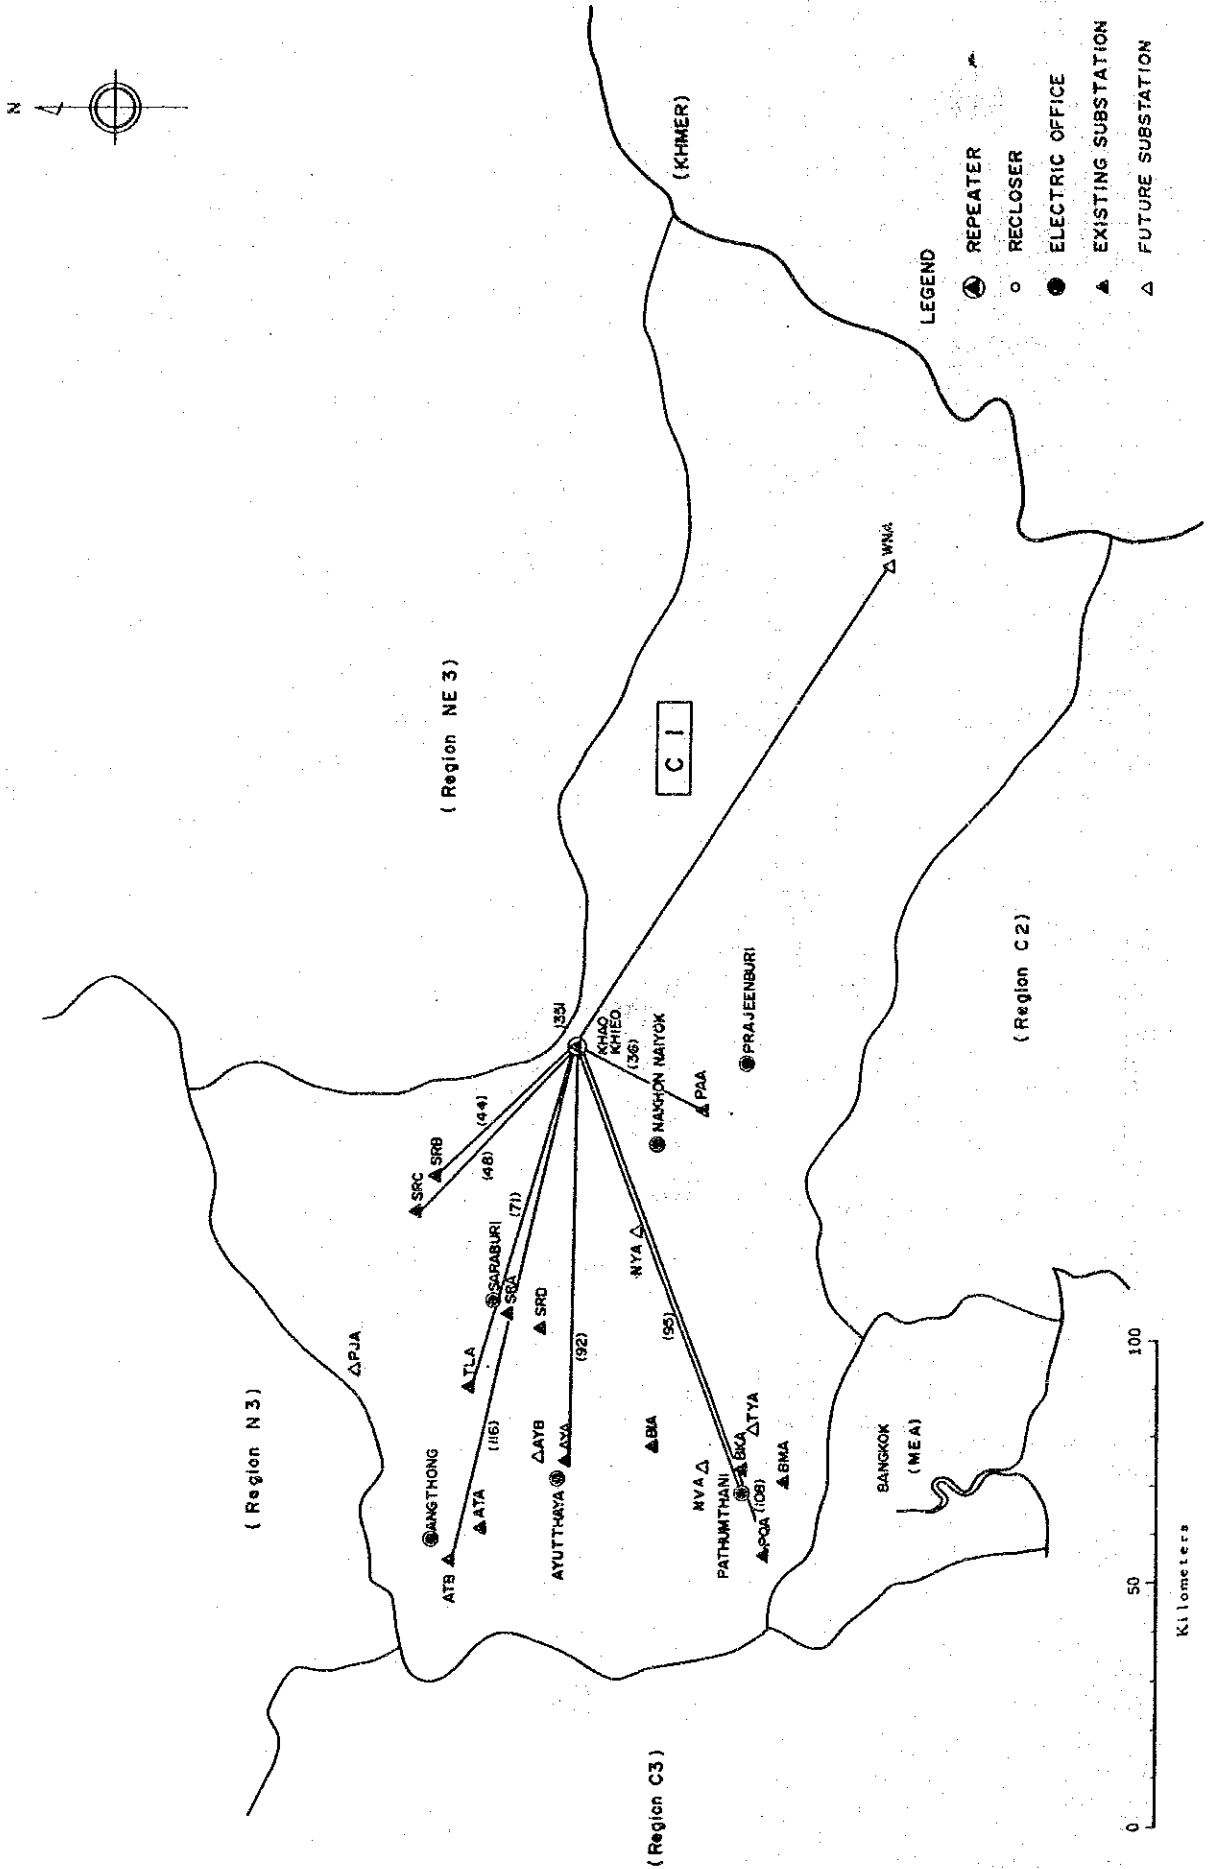 N
(Region N 3)
(Region NE 3)
(Region C3)
(Region C2)
(KHMER)
C 1
PJA
ANGTHONG
ATB
ATA
(116)
TLA
SARABURI
SRA
(71)
SRC
SRB
(48)
(44)
SRD
AYB
AYUTTHAYA
AYA
(92)
KHAO
KHIEO
(36)
NAKHON NAIYOK
PAA
PRAJEENBURI
NYA
(95)
BIA
NVA
PATHUMTHANI
BKA
TYA
PQA
(108)
BMA
WNA
BANGKOK
(MEA)
LEGEND
REPEATER
RECLOSER
ELECTRIC OFFICE
EXISTING SUBSTATION
FUTURE SUBSTATION
0 50 100
Kilometers